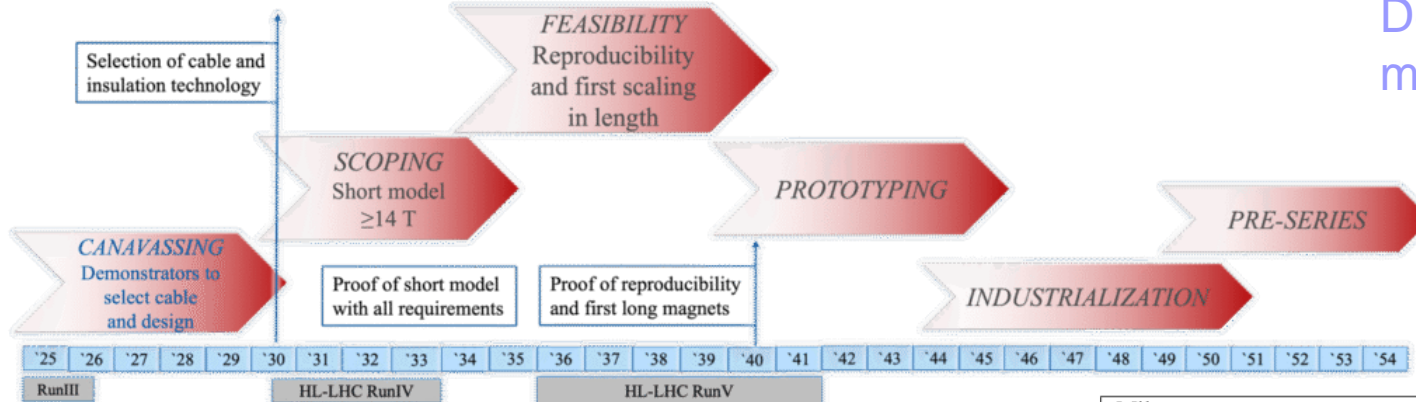 D
m
Selection of cable and
insulation technology
FEASIBILITY
Reproducibility
and first scaling
in length
SCOPING
Short model
≥14 T
PROTOTYPING
PRE-SERIES
CANAVASSING
Demonstrators to
select cable
and design
Proof of short model
with all requirements
Proof of reproducibility
and first long magnets
INDUSTRIALIZATION
`25 `26 `27 `28 `29 `30 `31 `32 `33 `34 `35 `36 `37 `38 `39 `40 `41 `42 `43 `44 `45 `46 `47 `48 `49 `50 `51 `52 `53 `54
RunIII HL-LHC RunIV HL-LHC RunV